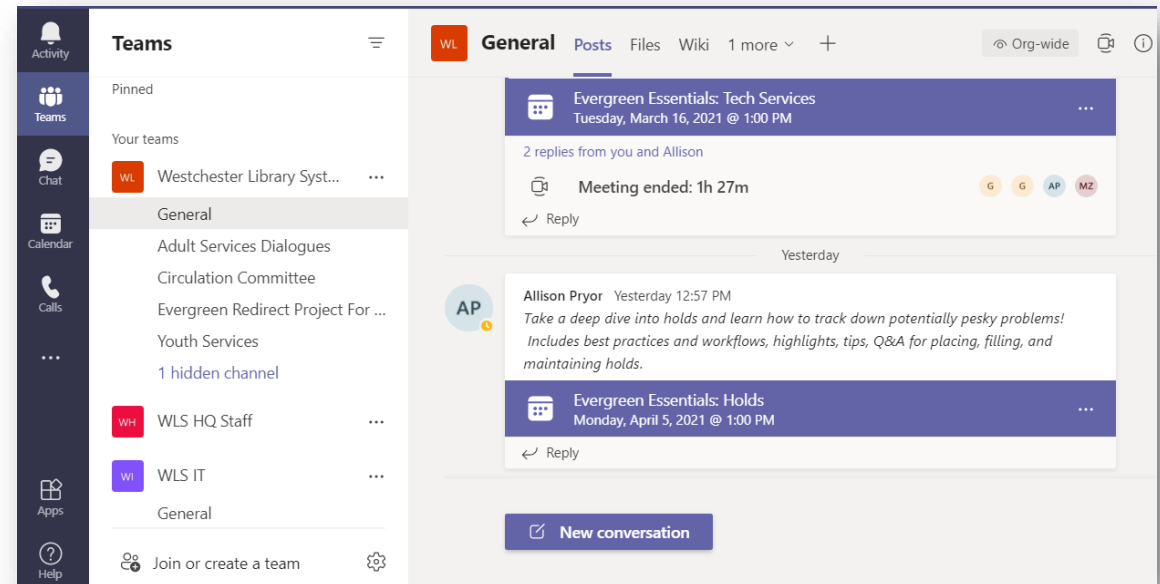 Activity
Teams
Chat
Calendar
Calls
Apps
Help
Teams
Pinned
Your teams
WL
Westchester Library Syst...
General
Adult Services Dialogues
Circulation Committee
Evergreen Redirect Project For ...
Youth Services
1 hidden channel
WH
WLS HQ Staff
WI
WLS IT
General
Join or create a team
WL
General Posts Files Wiki 1 more
Org-wide
Evergreen Essentials: Tech Services
Tuesday, March 16, 2021 @ 1:00 PM
2 replies from you and Allison
Meeting ended: 1h 27m
G G AP MZ
Reply
Yesterday
AP
Allison Pryor Yesterday 12:57 PM
Take a deep dive into holds and learn how to track down potentially pesky problems!
Includes best practices and workflows, highlights, tips, Q&A for placing, filling, and
maintaining holds.
Evergreen Essentials: Holds
Monday, April 5, 2021 @ 1:00 PM
Reply
New conversation